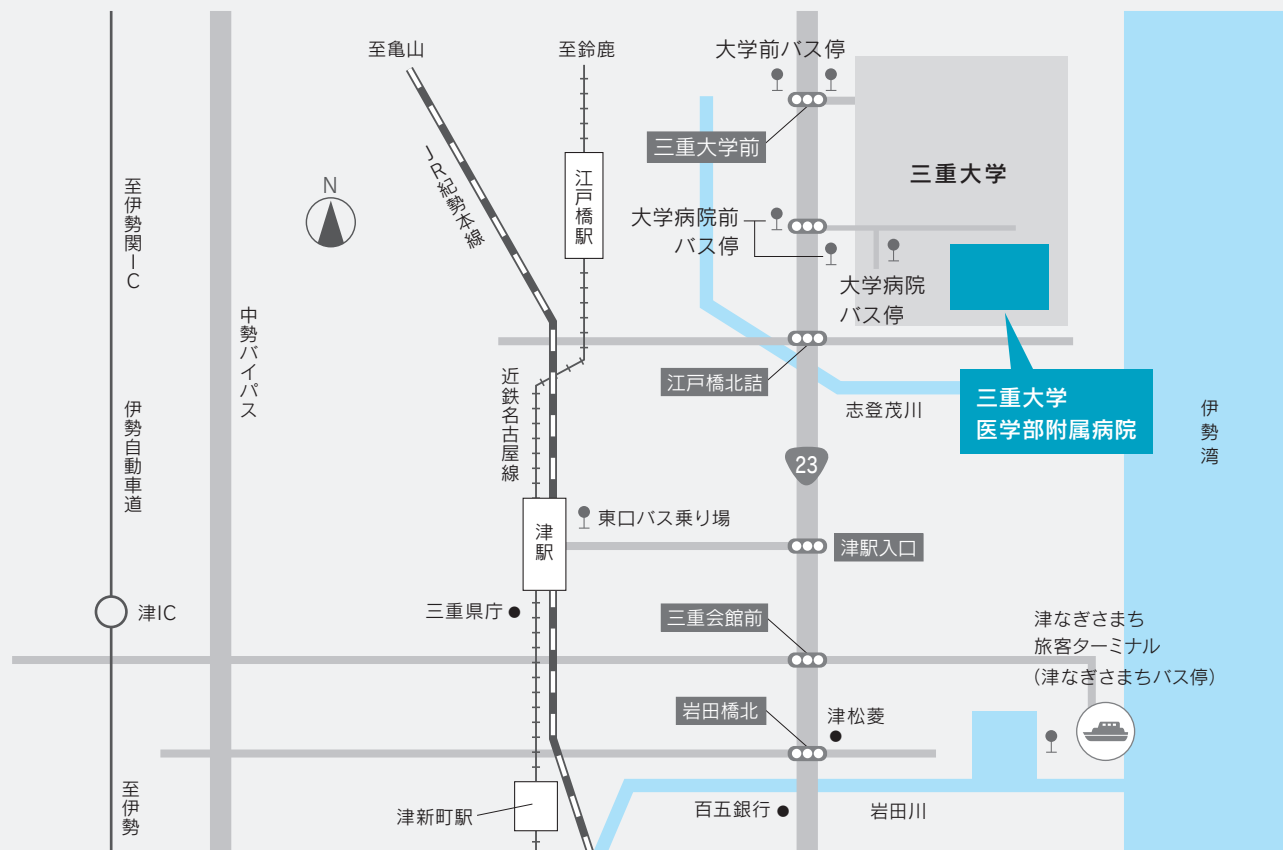 至亀山
至鈴鹿
大学前バス停
三重大学前
三重大学
N
JR紀勢本線
江戸橋駅
大学病院前
バス停
大学病院
バス停
至伊勢関IC
中勢バイパス
近鉄名古屋線
江戸橋北詰
志登茂川
三重大学
医学部附属病院
伊勢湾
伊勢自動車道
23
津駅
東口バス乗り場
津駅入口
津IC
三重県庁
三重会館前
津なぎさまち
旅客ターミナル
(津なぎさまちバス停)
岩田橋北
津松菱
至伊勢
津新町駅
百五銀行
岩田川